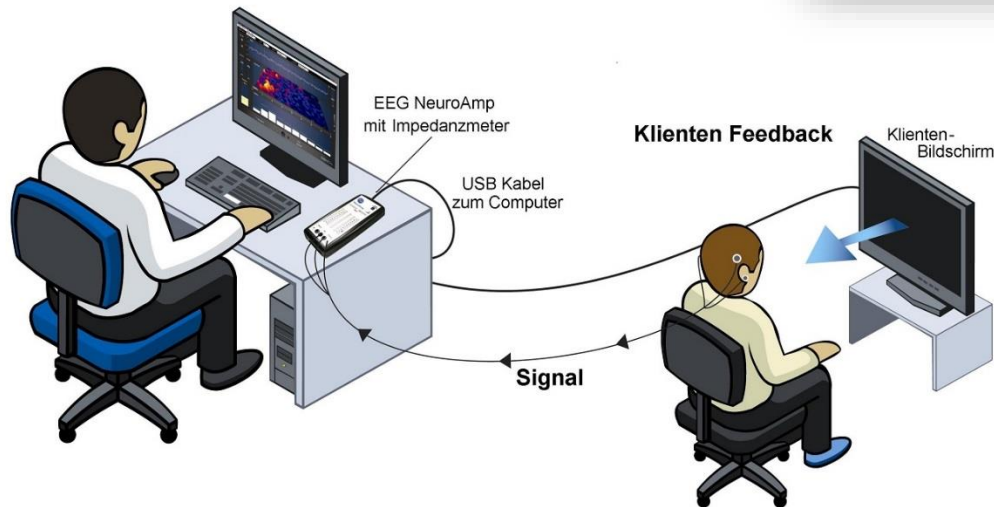 EEG NeuroAmp
mit Impedanzmeter
USB Kabel
zum Computer
Klienten Feedback
Klienten-
Bildschirm
Signal